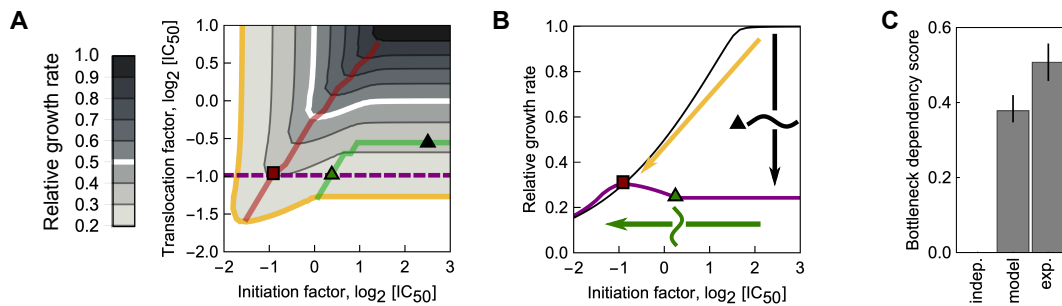 A
Relative growth rate
1.0
0.9
0.8
0.7
0.6
0.5
0.4
0.3
0.2
Translocation factor, log2 [IC50]
1.0
0.5
0.0
−0.5
−1.0
−1.5
−2.0
−2 −1 0 1 2 3
Initiation factor, log2 [IC50]
B
Relative growth rate
1.0
0.8
0.6
0.4
0.2
0.0
−2 −1 0 1 2 3
Initiation factor, log2 [IC50]
C
Bottleneck dependency score
0.6
0.4
0.2
0.0
indep.
model
exp.